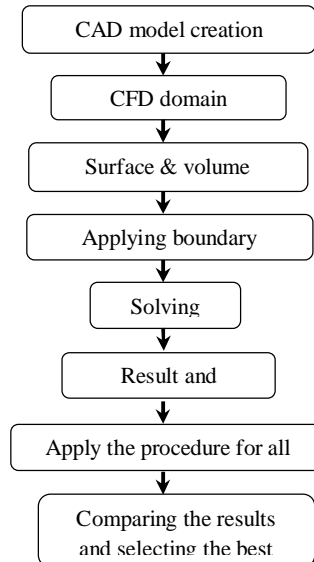 CAD model creation
CFD domain
Surface & volume
Applying boundary
Solving
Result and
Apply the procedure for all
Comparing the results
and selecting the best